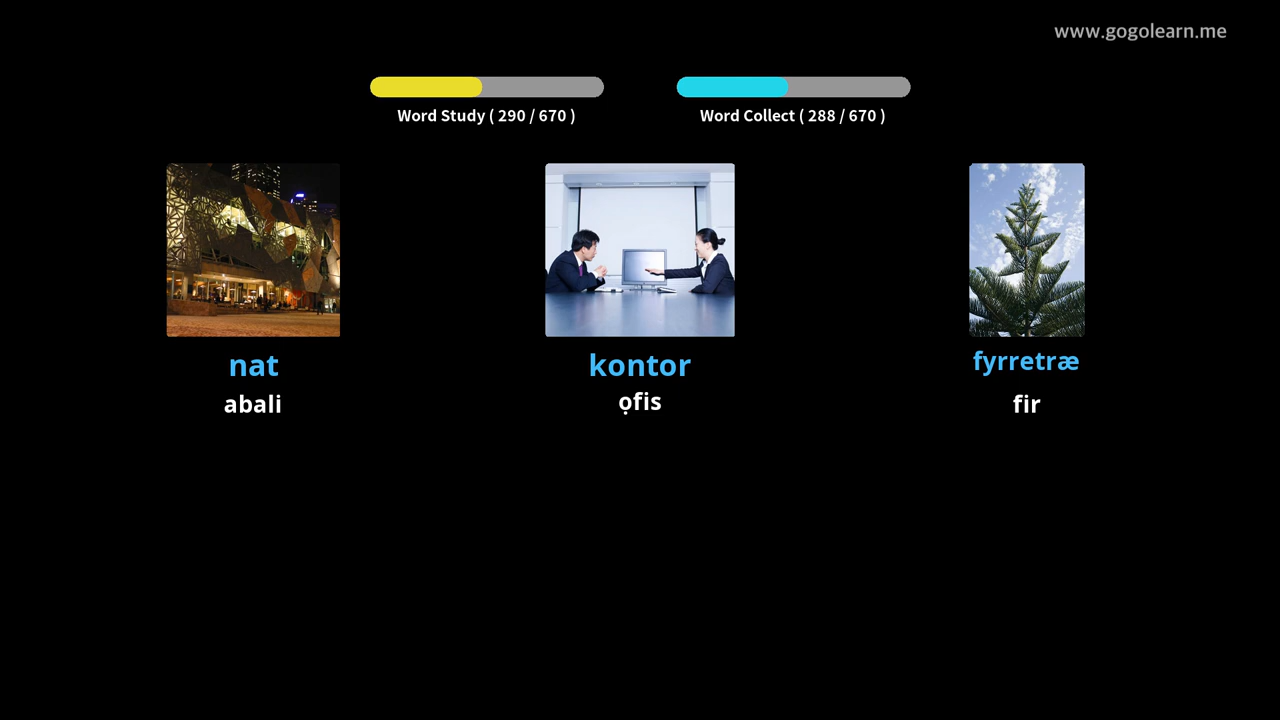 www.gogolearn.me
Word Study ( 290 / 670 )
Word Collect ( 288 / 670 )
nat
abali
kontor
ọfis
fyrretræ
fir